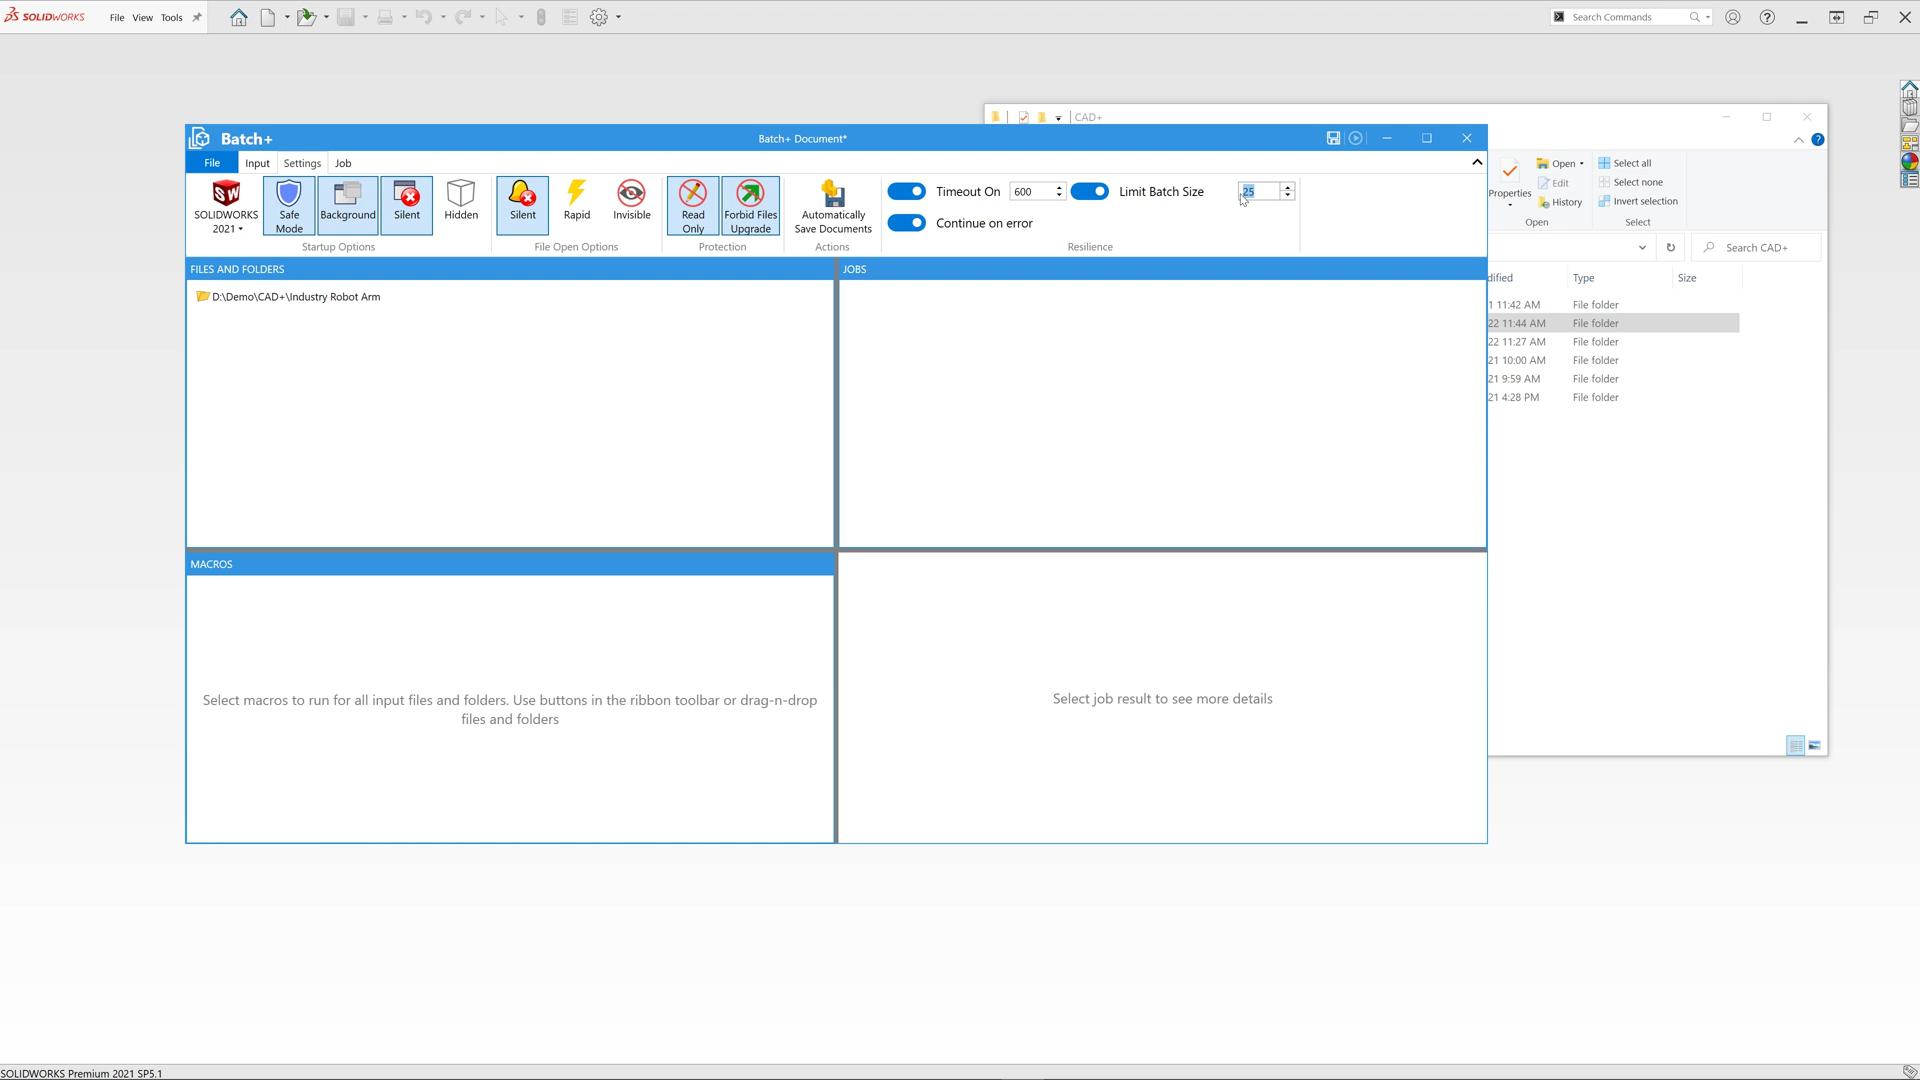 SOLIDWORKS File View Tools
Search Commands
CAD+
Batch+ Batch+ Document*
File Input Settings Job
SOLIDWORKS
2021
Safe
Mode
Background
Silent
Hidden
Startup Options
Silent
Rapid
Invisible
File Open Options
Read
Only
Forbid Files
Upgrade
Protection
Automatically
Save Documents
Actions
Timeout On 600 Limit Batch Size 25
Continue on error
Resilience
Properties
Open
Edit
History
Open
Select all
Select none
Invert selection
Select
Search CAD+
dified Type Size
1 11:42 AM File folder
22 11:44 AM File folder
22 11:27 AM File folder
21 10:00 AM File folder
21 9:59 AM File folder
21 4:28 PM File folder
FILES AND FOLDERS
D:\Demo\CAD+\Industry Robot Arm
JOBS
MACROS
Select macros to run for all input files and folders. Use buttons in the ribbon toolbar or drag-n-drop
files and folders
Select job result to see more details
SOLIDWORKS Premium 2021 SP5.1